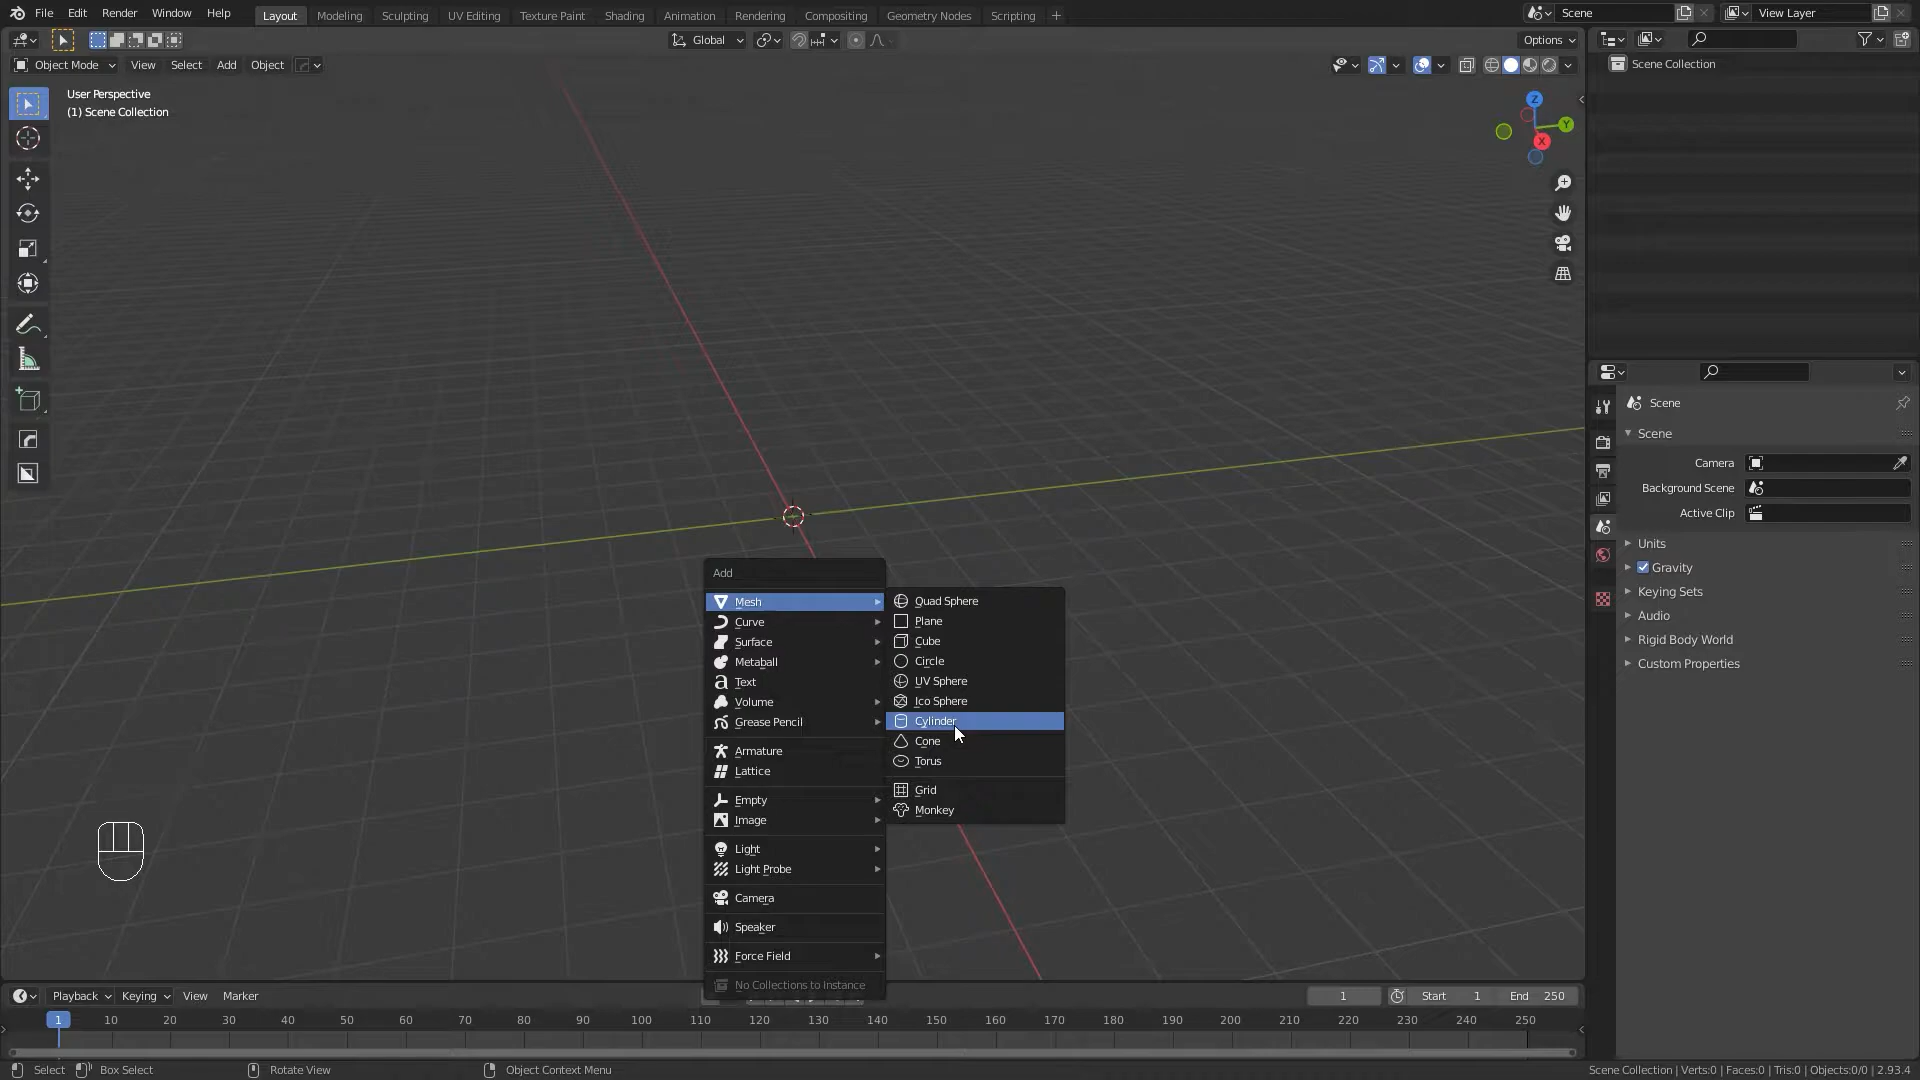 File Edit Render Window Help Layout Modeling Sculpting UV Editing Texture Paint Shading Animation Rendering Compositing Geometry Nodes Scripting + Scene View Layer
Global Options
Object Mode View Select Add Object
User Perspective
(1) Scene Collection
Scene Collection
Z
Y
X
Scene
Scene
Camera
Background Scene
Active Clip
Units
Gravity
Keying Sets
Audio
Rigid Body World
Custom Properties
Add
Mesh
Curve
Surface
Metaball
Text
Volume
Grease Pencil
Armature
Lattice
Empty
Image
Light
Light Probe
Camera
Speaker
Force Field
No Collections to Instance
Quad Sphere
Plane
Cube
Circle
UV Sphere
Ico Sphere
Cylinder
Cone
Torus
Grid
Monkey
Playback Keying View Marker 1 Start 1 End 250
1 10 20 30 40 50 60 70 80 90 100 110 120 130 140 150 160 170 180 190 200 210 220 230 240 250
Select Box Select Rotate View Object Context Menu Scene Collection | Verts:0 | Faces:0 | Tris:0 | Objects:0/0 | 2.93.4